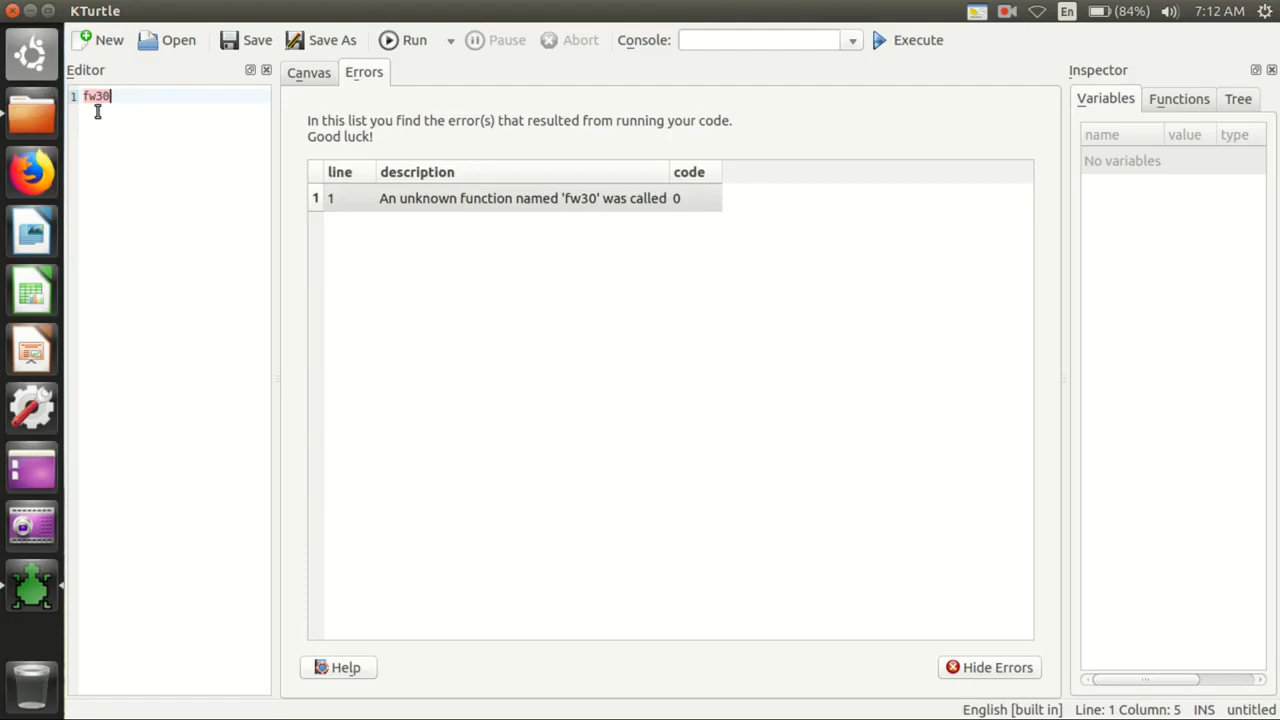 KTurtle
En
(84%)
7:12 AM
New
Open
Save
Save As
Run
Pause
Abort
Console:
Execute
Editor
Canvas
Errors
Inspector
1 fw30
In this list you find the error(s) that resulted from running your code.
Good luck!
line description code
1 1 An unknown function named 'fw30' was called 0
Variables
Functions
Tree
name value type
No variables
Help
Hide Errors
English [built in] Line: 1 Column: 5 INS untitled